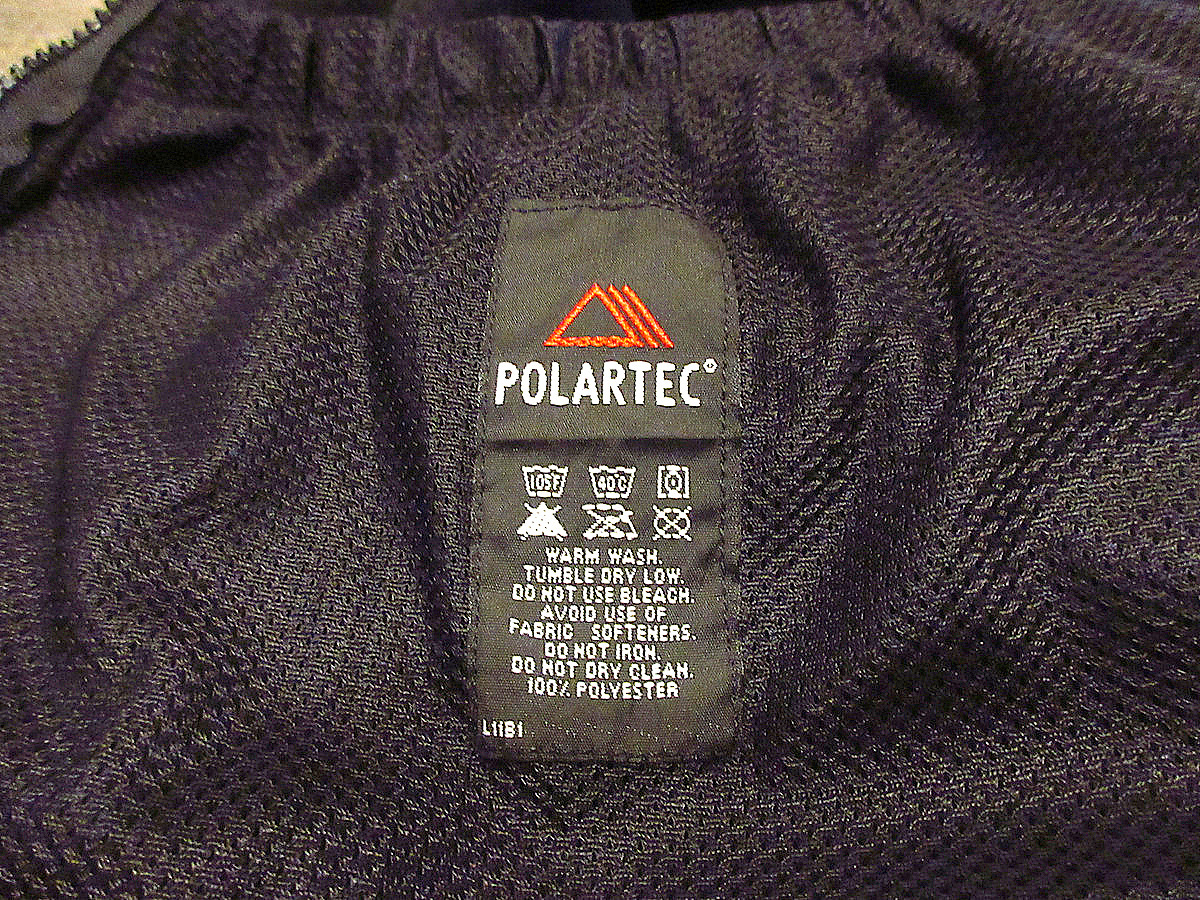 POLARTEC®
105F 40C
WARM WASH.
TUMBLE DRY LOW.
DO NOT USE BLEACH.
AVOID USE OF
FABRIC SOFTENERS.
DO NOT IRON.
DO NOT DRY CLEAN.
100% POLYESTER
L11B1